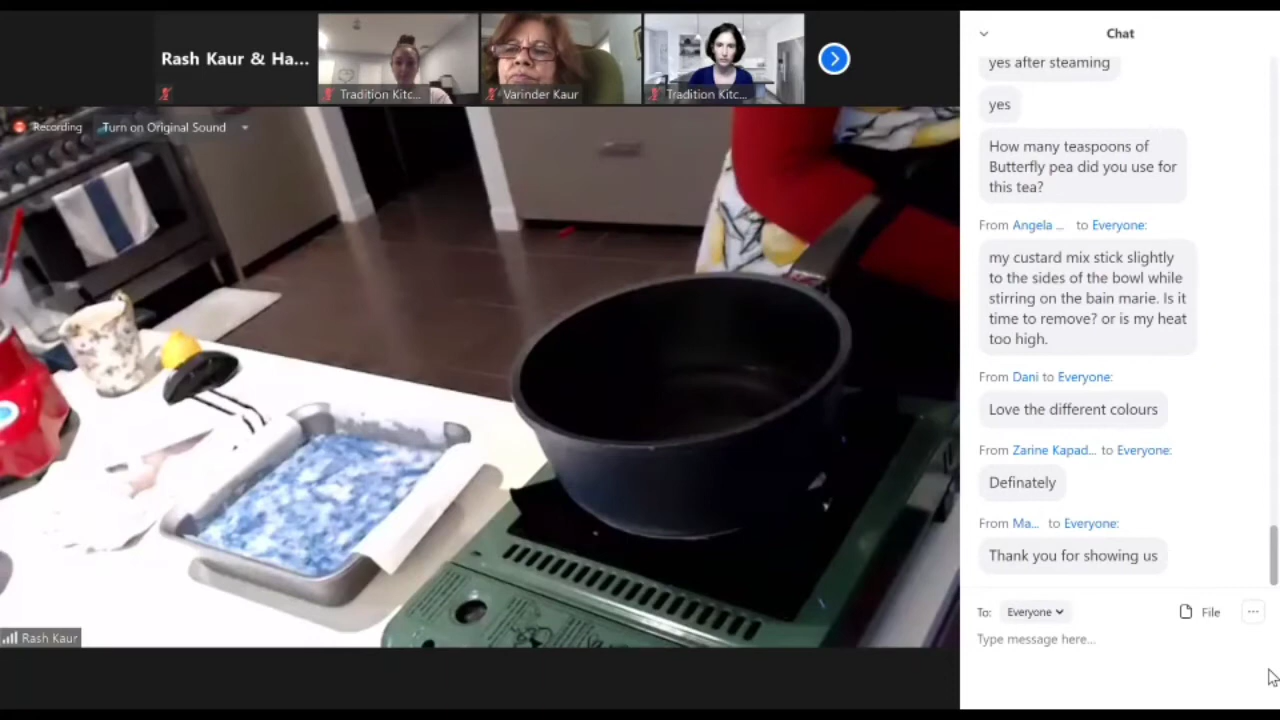 Rash Kaur & Ha...
Tradition Kitc...
Varinder Kaur
Tradition Kitc...
Recording
Turn on Original Sound
Rash Kaur
Chat
yes after steaming
yes
How many teaspoons of
Butterfly pea did you use for
this tea?
From Angela ... to Everyone:
my custard mix stick slightly
to the sides of the bowl while
stirring on the bain marie. Is it
time to remove? or is my heat
too high.
From Dani to Everyone:
Love the different colours
From Zarine Kapad... to Everyone:
Definately
From Ma... to Everyone:
Thank you for showing us
To: Everyone
File
...
Type message here...